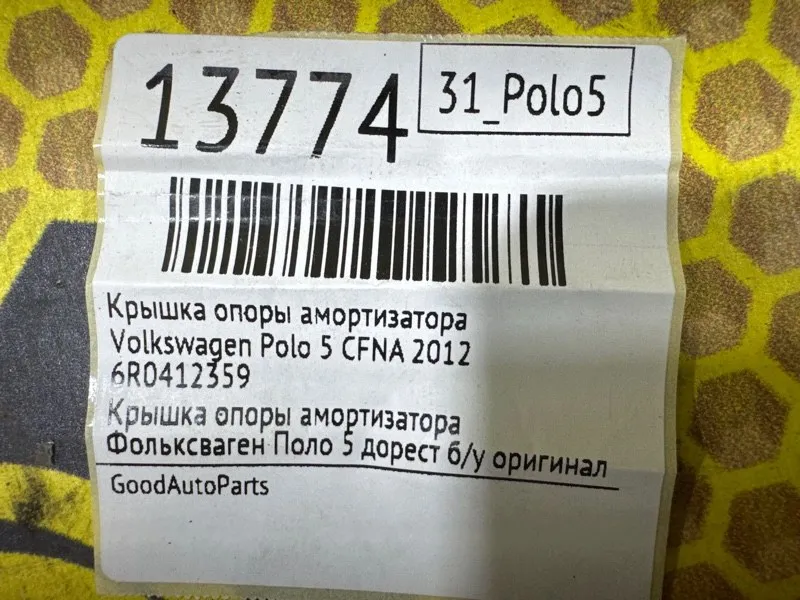 13774
31_Polo5
Крышка опоры амортизатора
Volkswagen Polo 5 CFNA 2012
6R0412359
Крышка опоры амортизатора
Фольксваген Поло 5 дорест б/у оригинал
GoodAutoParts